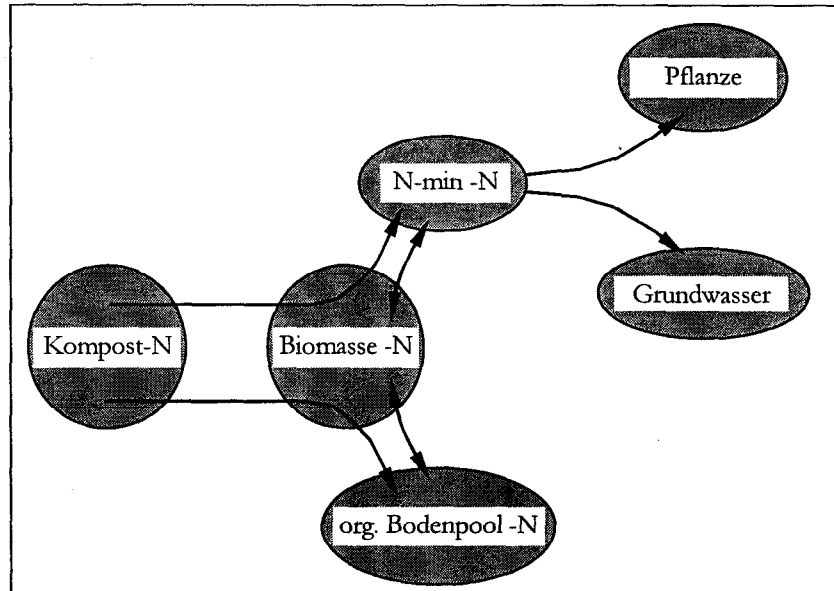 Pflanze
N-min -N
Grundwasser
Kompost-N
Biomasse -N
org. Bodenpool -N